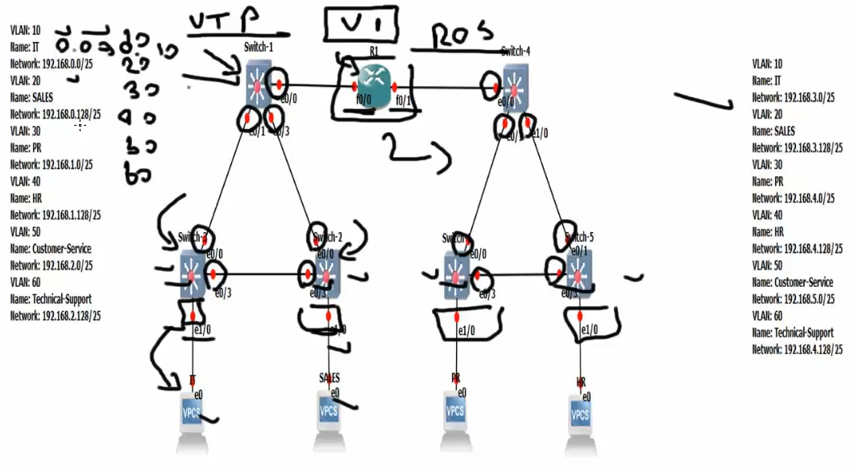 VLAN: 10
Name: IT
Network: 192.168.0.0/25
VLAN: 20
Name: SALES
Network: 192.168.0.128/25
VLAN: 30
Name: PR
Network: 192.168.1.0/25
VLAN: 40
Name: HR
Network: 192.168.1.128/25
VLAN: 50
Name: Customer-Service
Network: 192.168.2.0/25
VLAN: 60
Name: Technical-Support
Network: 192.168.2.128/25
VTP
V1
ROS
10
20
30
40
60
Switch-1
R1
Switch-4
e0/0
f0/0
f0/1
e0/0
e0/1
e0/3
e1/0
2
Switch-2
e0/0
e0/3
e1/0
e0/0
e0/3
e1/0
e0/0
e0/3
e1/0
Switch-5
e0/1
e0/3
e1/0
IT
e0
VPCS
SALES
e0
VPCS
PR
e0
VPCS
HR
e0
VPCS
VLAN: 10
Name: IT
Network: 192.168.3.0/25
VLAN: 20
Name: SALES
Network: 192.168.3.128/25
VLAN: 30
Name: PR
Network: 192.168.4.0/25
VLAN: 40
Name: HR
Network: 192.168.4.128/25
VLAN: 50
Name: Customer-Service
Network: 192.168.5.0/25
VLAN: 60
Name: Technical-Support
Network: 192.168.4.128/25